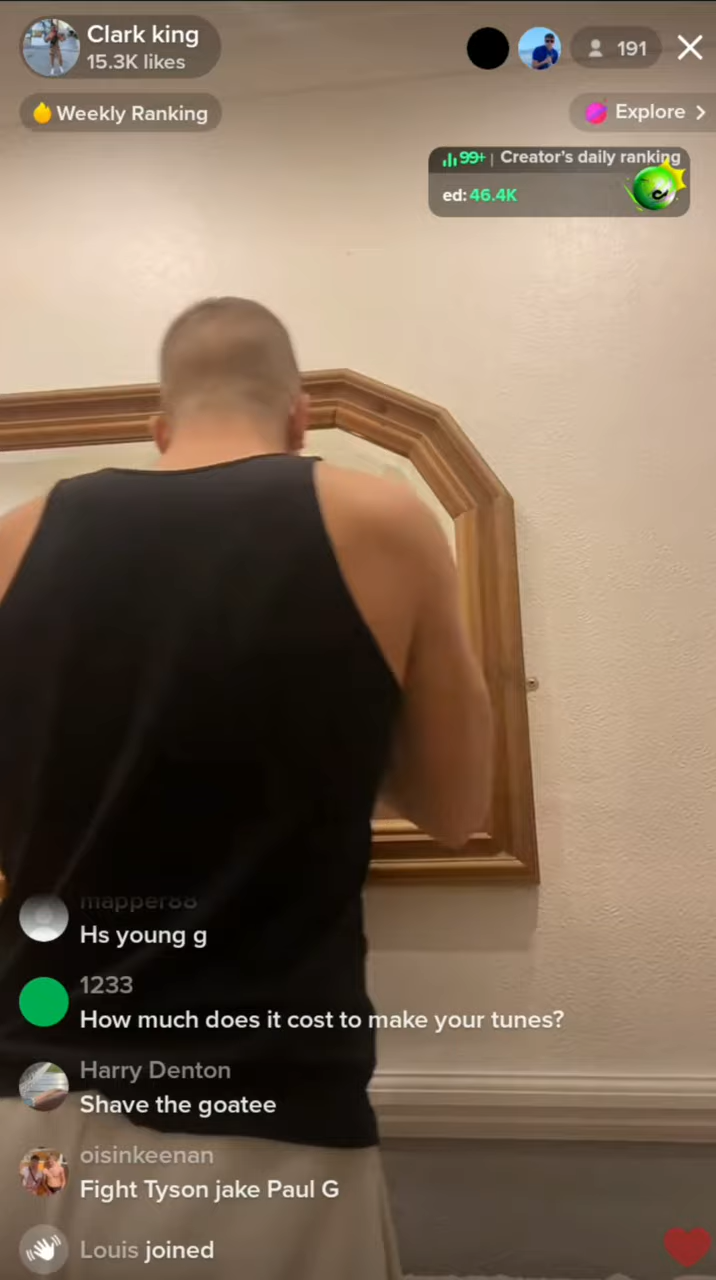 Clark king
15.3K likes
191
Weekly Ranking
Explore
99+ | Creator's daily ranking
ed: 46.4K
mapper88
Hs young g
1233
How much does it cost to make your tunes?
Harry Denton
Shave the goatee
oisinkeenan
Fight Tyson jake Paul G
Louis joined